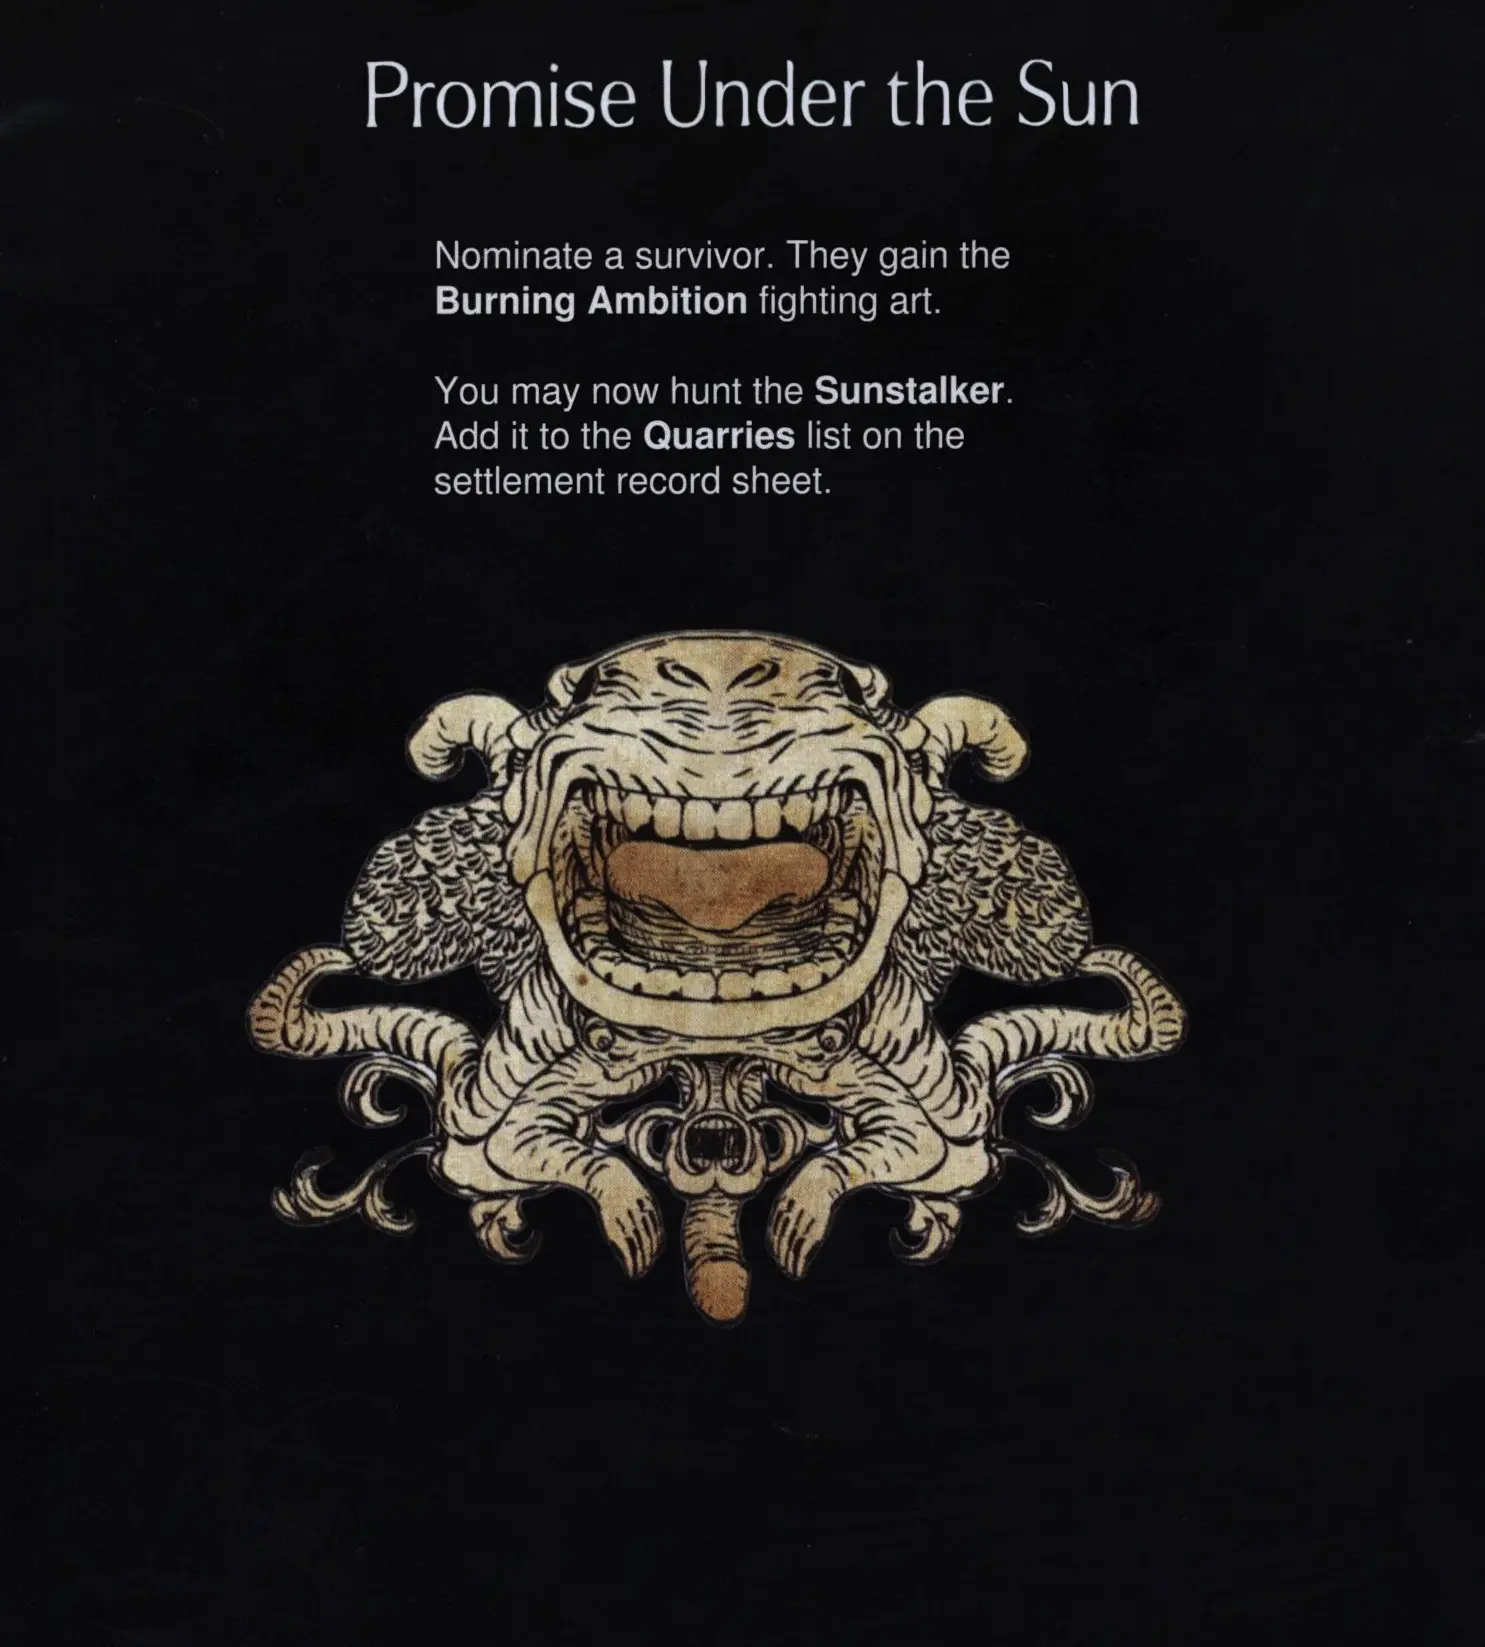 Promise Under the Sun
Nominate a survivor. They gain the
Burning Ambition fighting art.
You may now hunt the Sunstalker.
Add it to the Quarries list on the
settlement record sheet.